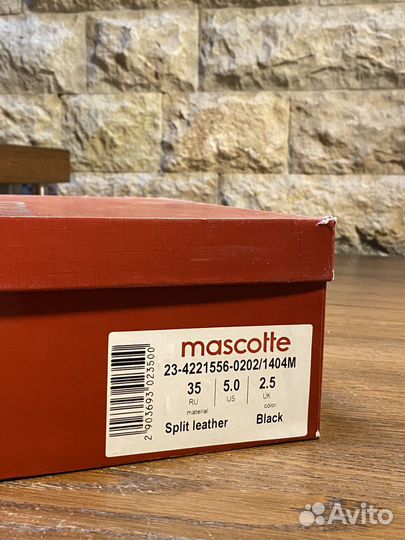 mascotte
23-4221556-0202/1404M
35 5.0 2.5
RU US UK
material color
Split leather Black
2 903693 023500
Avito